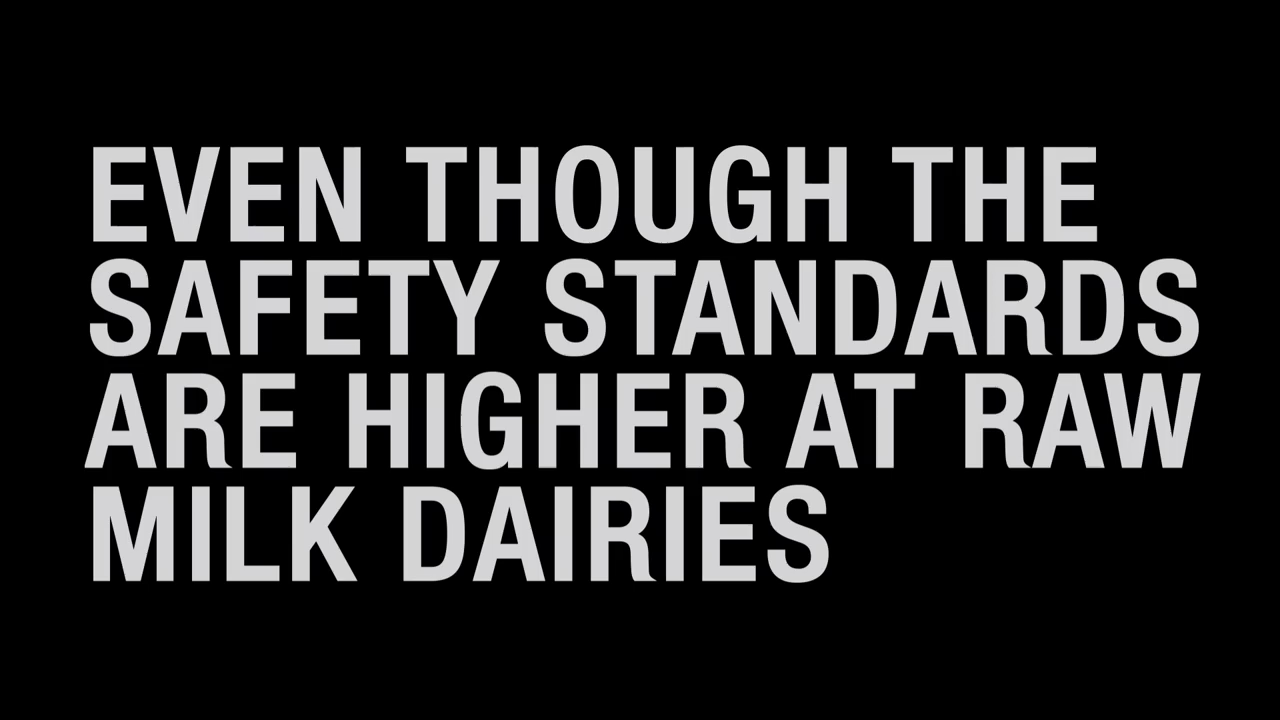 EVEN THOUGH THE
SAFETY STANDARDS
ARE HIGHER AT RAW
MILK DAIRIES